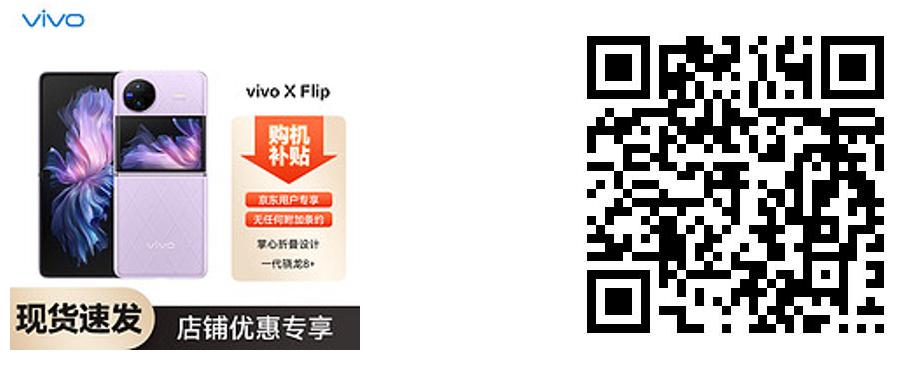 vivo
vivo X Flip
购机
补贴
京东用户专享
无任何附加条约
掌心折叠设计
一代骁龙8+
vivo
现货速发
店铺优惠专享